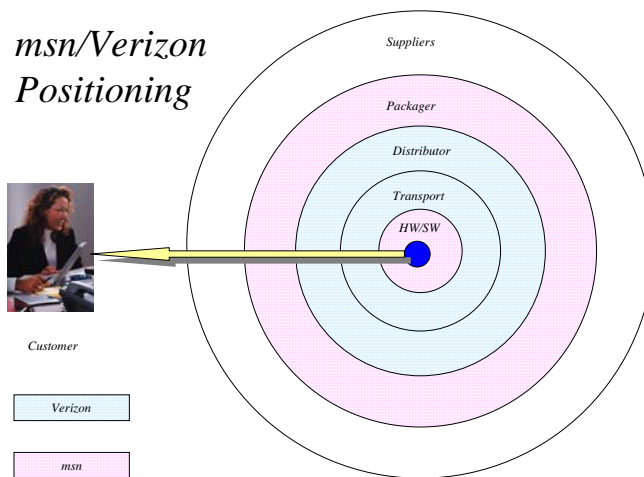 msn/Verizon
Positioning
Suppliers
Packager
Distributor
Transport
HW/SW
Customer
Verizon
msn